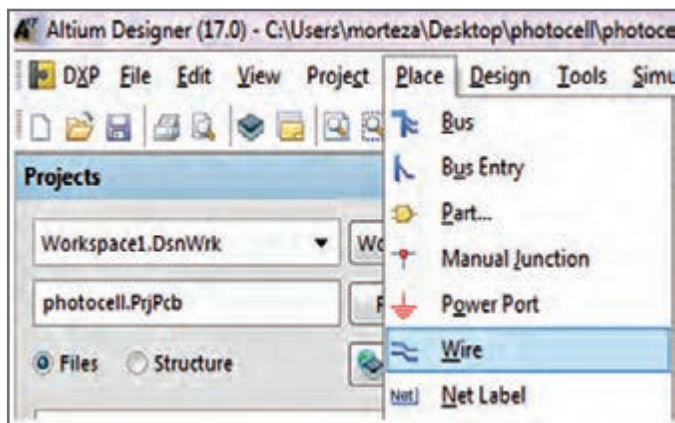 Altium Designer (17.0) - C:\Users\morteza\Desktop\photocell\photoce
DXP File Edit View Project Place Design Tools Simu
Projects
Workspace1.DsnWrk
photocell.PrjPcb
Files Structure
Bus
Bus Entry
Part...
Manual Junction
Power Port
Wire
Net Net Label